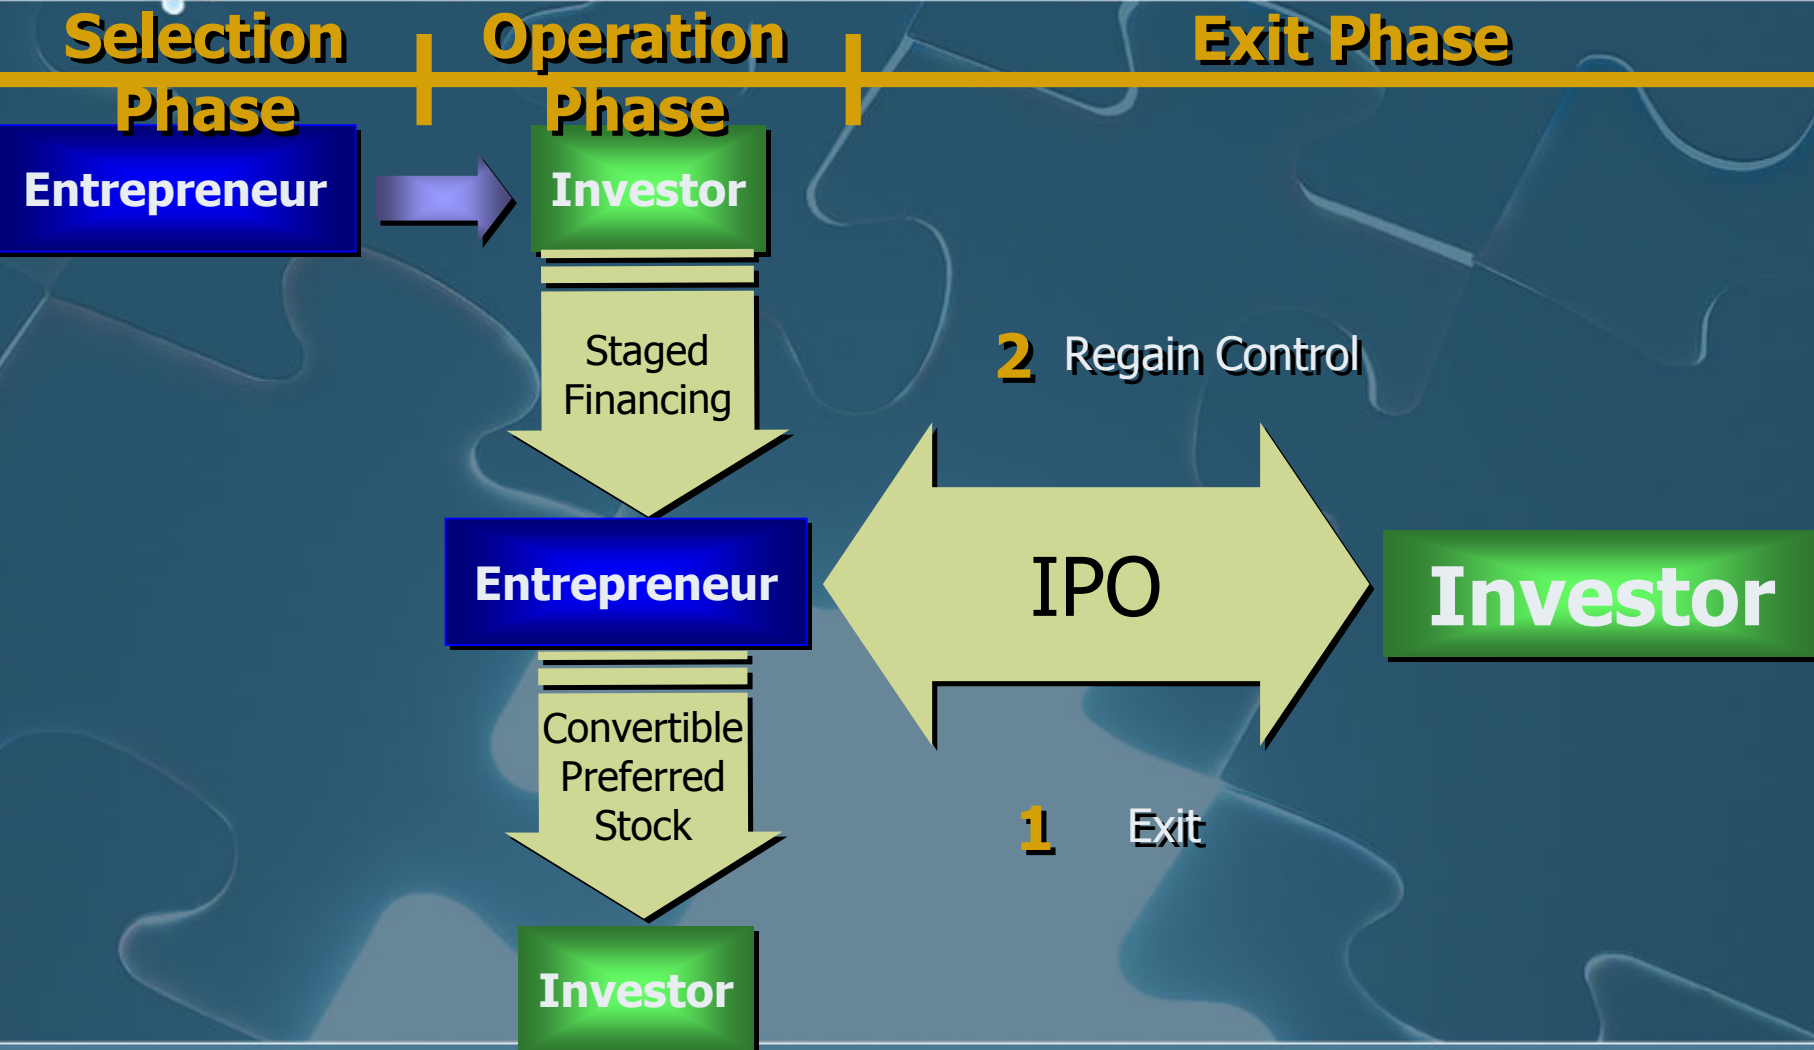 Selection
Phase
Operation
Phase
Exit Phase
Entrepreneur
Investor
Staged
Financing
2 Regain Control
Entrepreneur
IPO
Investor
Convertible
Preferred
Stock
1 Exit
Investor